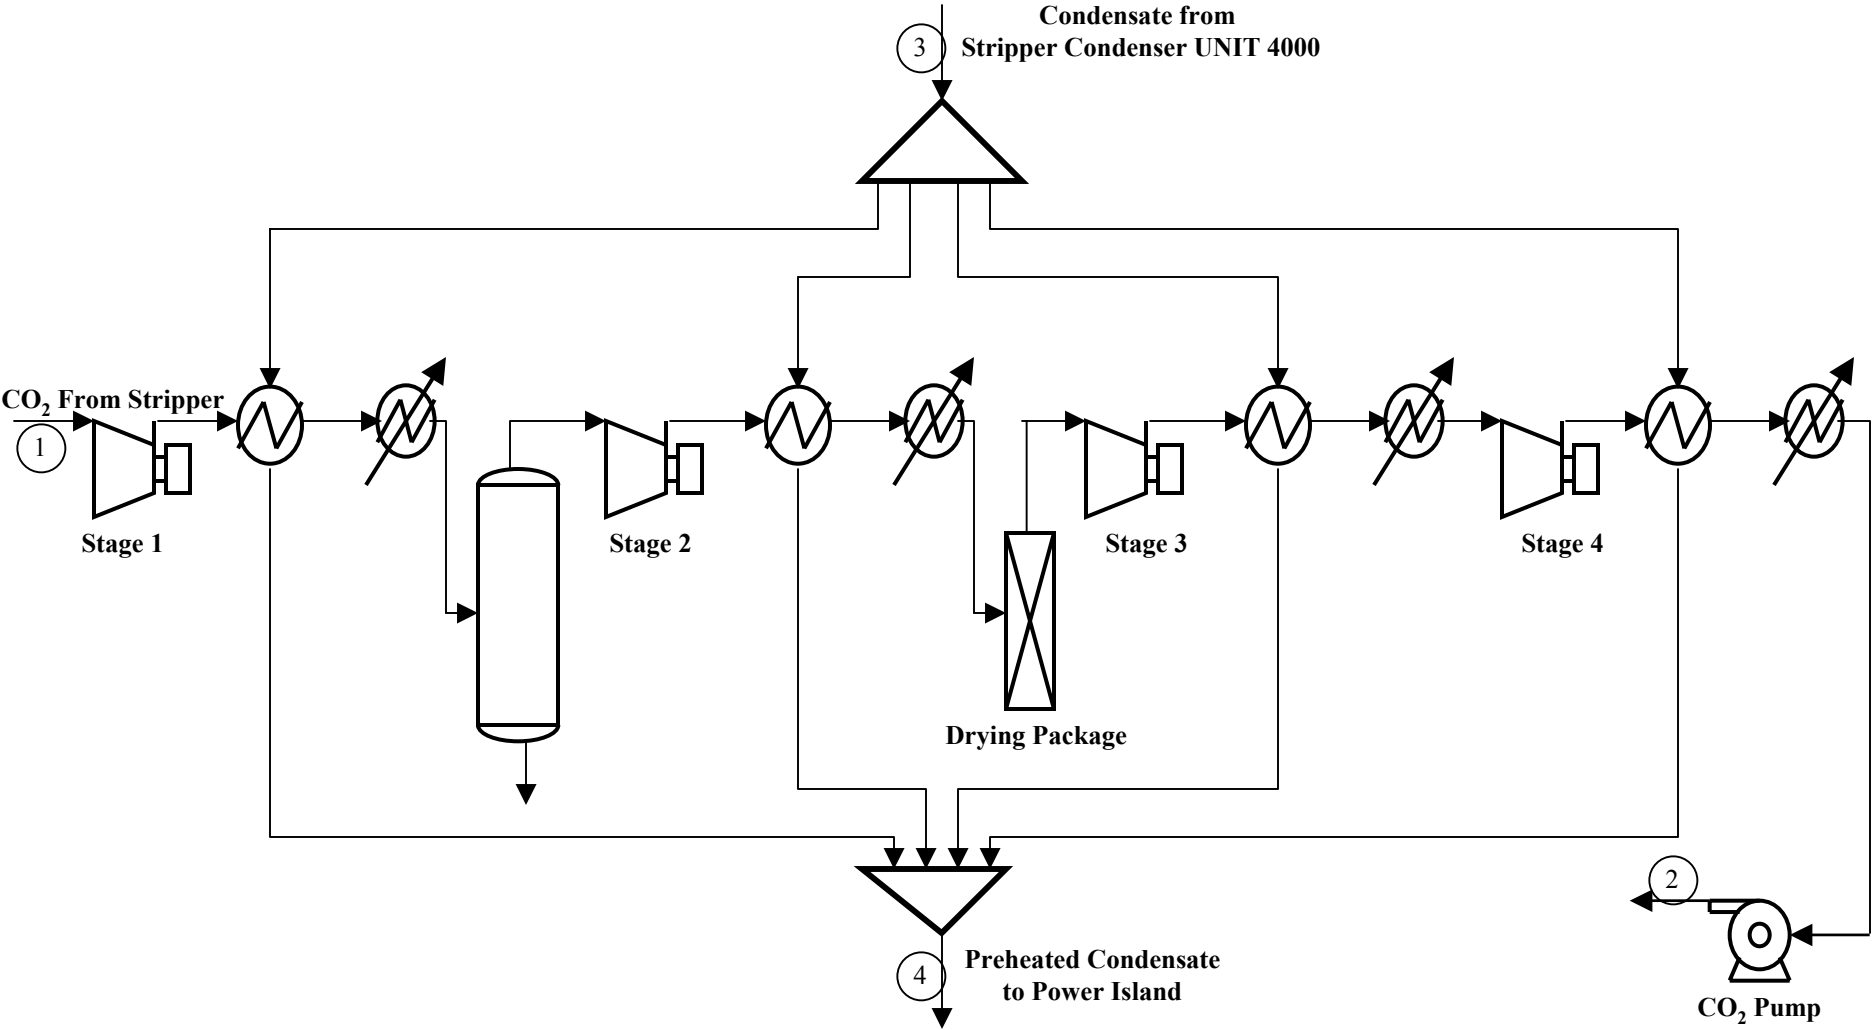 Condensate from
3
Stripper Condenser UNIT 4000
CO2 From Stripper
1
Stage 1
Stage 2
Stage 3
Stage 4
Drying Package
2
4
Preheated Condensate
to Power Island
CO2 Pump